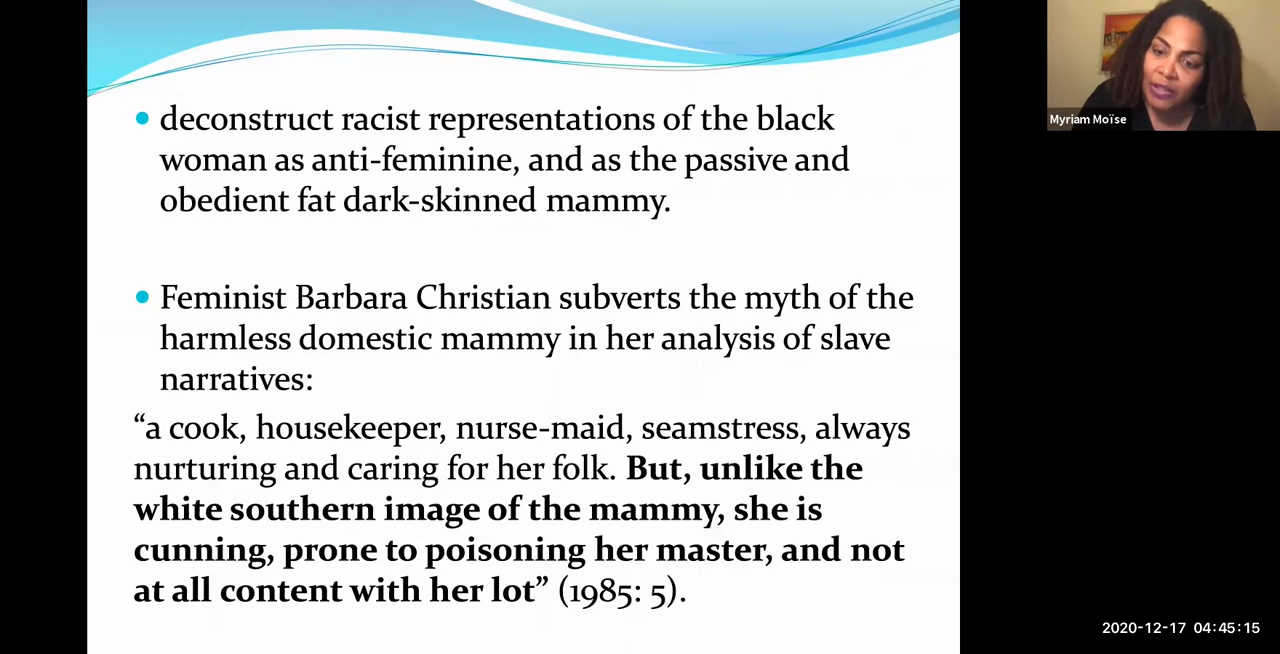 deconstruct racist representations of the black
woman as anti-feminine, and as the passive and
obedient fat dark-skinned mammy.
Feminist Barbara Christian subverts the myth of the
harmless domestic mammy in her analysis of slave
narratives:
“a cook, housekeeper, nurse-maid, seamstress, always
nurturing and caring for her folk. But, unlike the
white southern image of the mammy, she is
cunning, prone to poisoning her master, and not
at all content with her lot” (1985: 5).
Myriam Moïse
2020-12-17 04:45:15